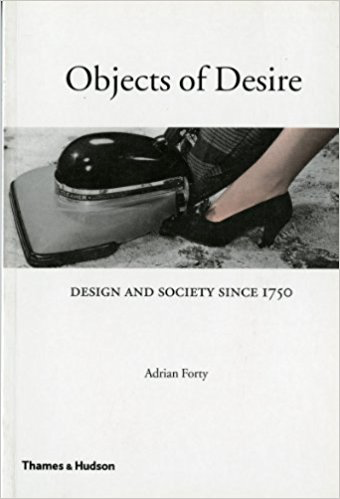 Objects of Desire
DESIGN AND SOCIETY SINCE 1750
Adrian Forty
Thames & Hudson